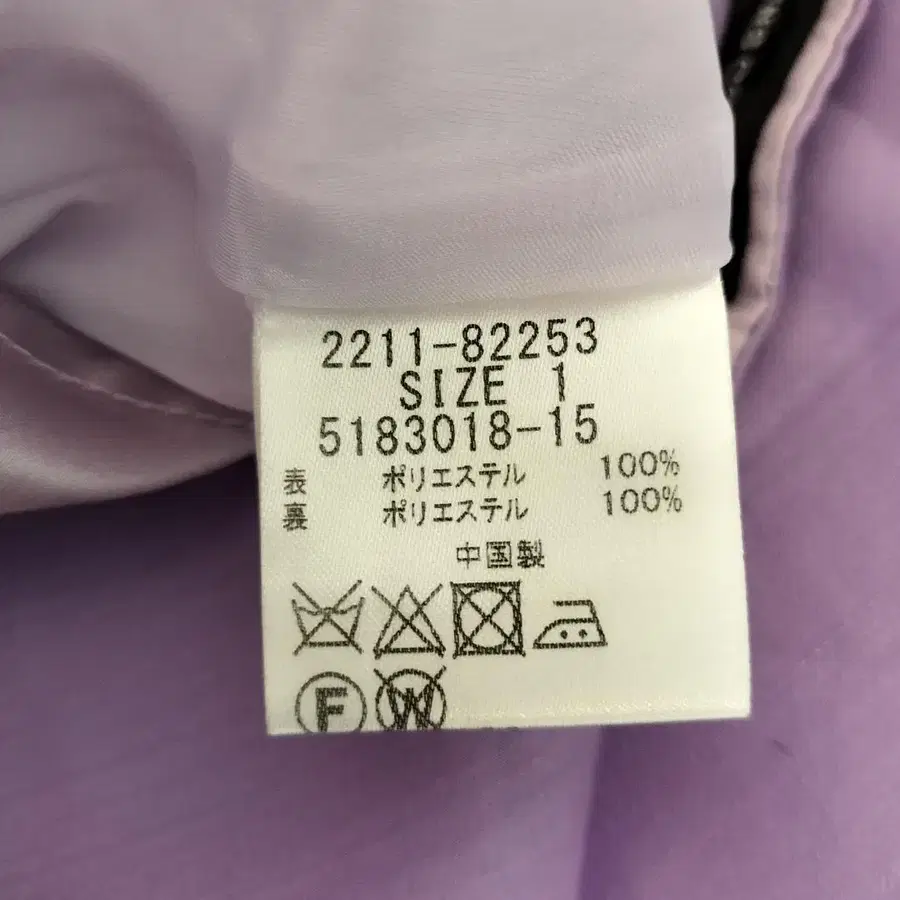 2211-82253
SIZE 1
5183018-15
表 ポリエステル 100%
裏 ポリエステル 100%
中国製
F W